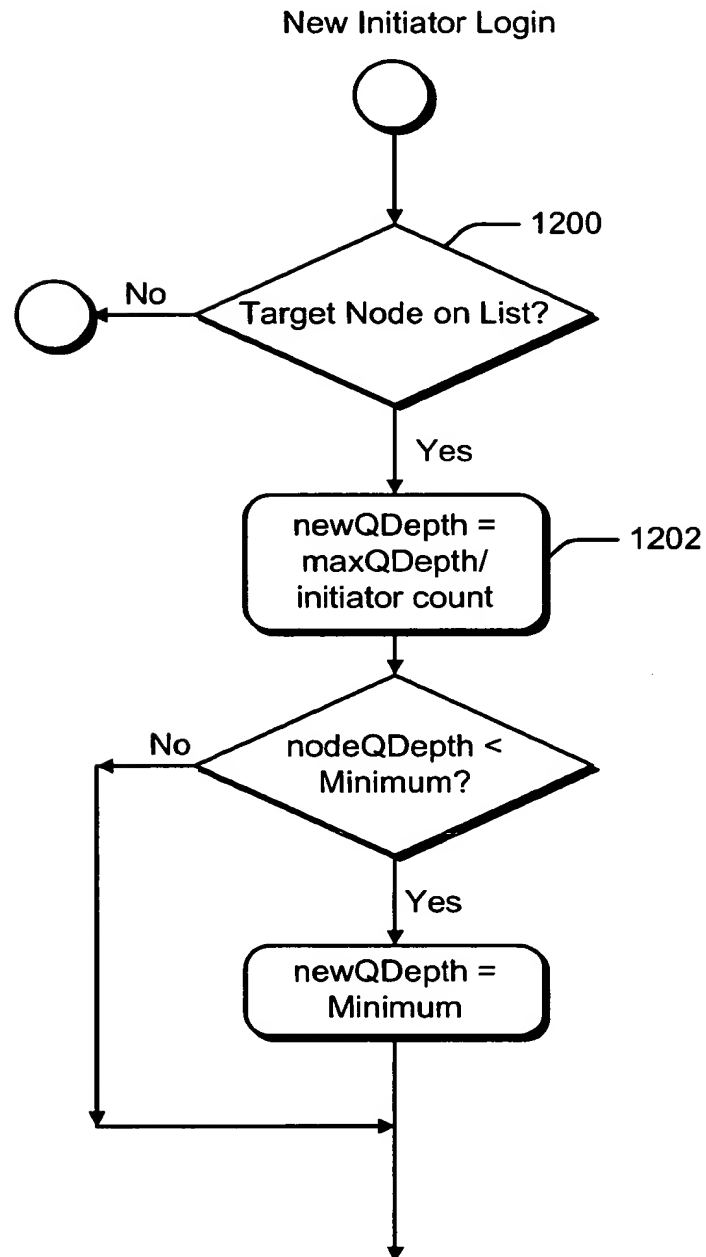 New Initiator Login
1200
No
Target Node on List?
Yes
newQDepth =
maxQDepth/
initiator count
1202
No
nodeQDepth <
Minimum?
Yes
newQDepth =
Minimum